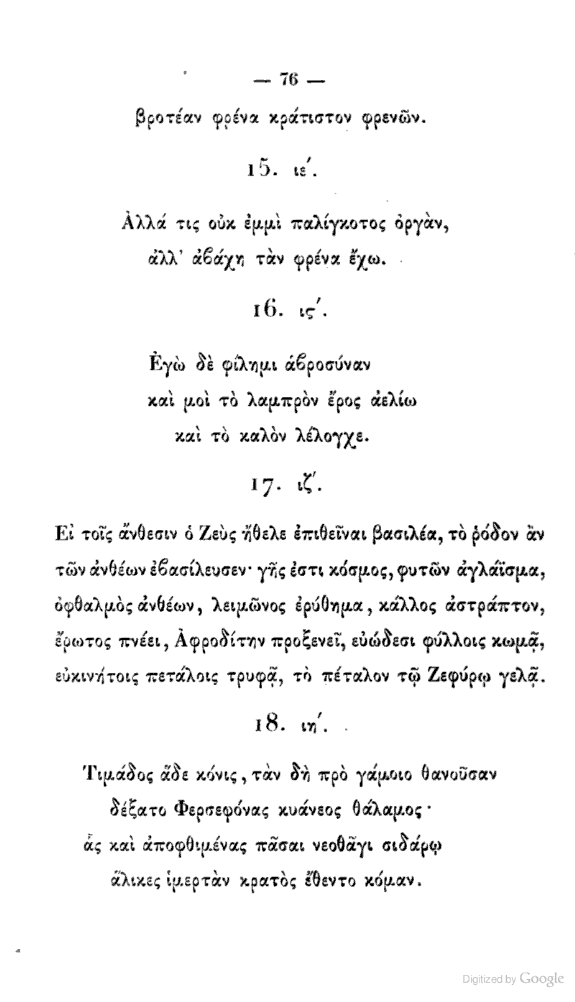 — 76 —
βροτέαν φρένα κράτιστον φρενῶν.
15. ιε΄.
Ἀλλά τις οὐκ ἐμμὶ παλίγκοτος ὀργὰν,
ἀλλ᾽ ἀϐάχη τὰν φρένα ἔχω.
16. ις΄.
Ἐγὼ δὲ φίλημι ἁϐροσύναν
καὶ μοὶ τὸ λαμπρὸν ἔρος ἀελίω
καὶ τὸ καλὸν λέλογχε.
17. ιζ΄.
Εἰ τοῖς ἄνθεσιν ὁ Ζεὺς ἤθελε ἐπιθεῖναι βασιλέα, τὸ ῥόδον ἂν
τῶν ἀνθέων ἐϐασίλευσεν· γῆς ἐστι κόσμος, φυτῶν ἀγλάϊσμα,
ὀφθαλμὸς ἀνθέων, λειμῶνος ἐρύθημα, κάλλος ἀστράπτον,
ἔρωτος πνέει, Ἀφροδίτην προξενεῖ, εὐώδεσι φύλλοις κωμᾷ,
εὐκινήτοις πετάλοις τρυφᾷ, τὸ πέταλον τῷ Ζεφύρῳ γελᾷ.
18. ιη΄.
Τιμάδος ἅδε κόνις, τὰν δὴ πρὸ γάμοιο θανοῦσαν
δέξατο Φερσεφόνας κυάνεος θάλαμος·
ἇς καὶ ἀποφθιμένας πᾶσαι νεοθᾶγι σιδάρῳ
ἅλικες ἱμερτὰν κρατὸς ἔθεντο κόμαν.
Digitized by Google